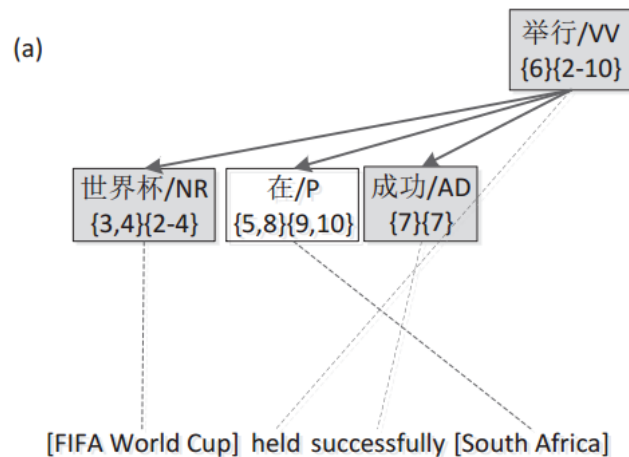 (a)
举行/VV
{6}{2-10}
世界杯/NR
{3,4}{2-4}
在/P
{5,8}{9,10}
成功/AD
{7}{7}
[FIFA World Cup] held successfully [South Africa]